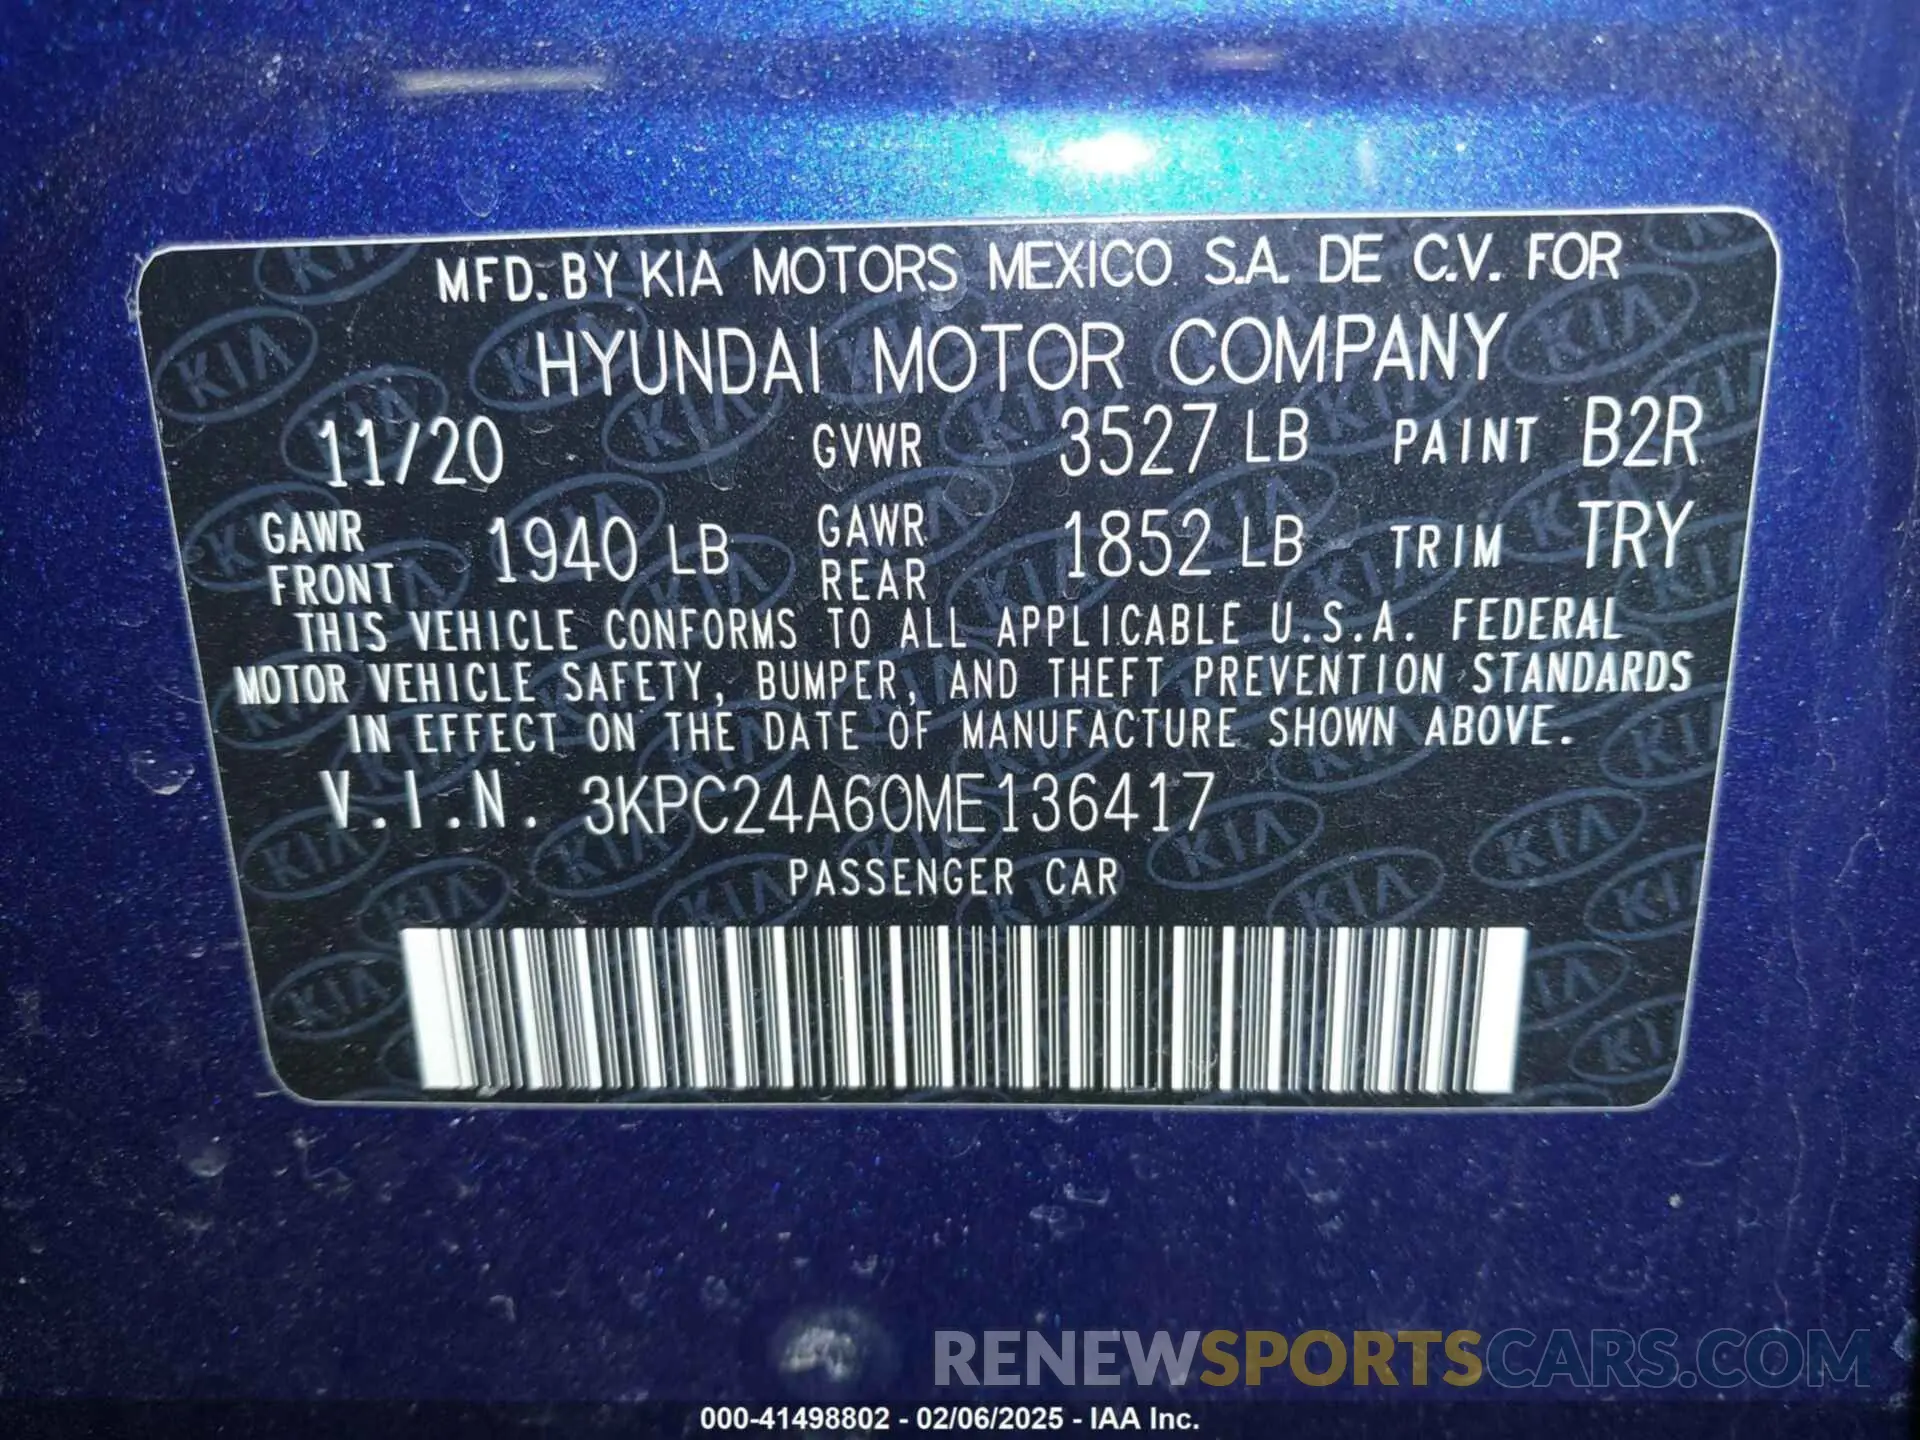 MFD. BY KIA MOTORS MEXICO S.A. DE C.V. FOR
HYUNDAI MOTOR COMPANY
11/20 GVWR 3527 LB PAINT B2R
GAWR FRONT 1940 LB GAWR REAR 1852 LB TRIM TRY
THIS VEHICLE CONFORMS TO ALL APPLICABLE U.S.A. FEDERAL
MOTOR VEHICLE SAFETY, BUMPER, AND THEFT PREVENTION STANDARDS
IN EFFECT ON THE DATE OF MANUFACTURE SHOWN ABOVE.
V.I.N. 3KPC24A60ME136417
PASSENGER CAR
RENEWSPORTSCARS.COM
000-41498802 - 02/06/2025 - IAA Inc.